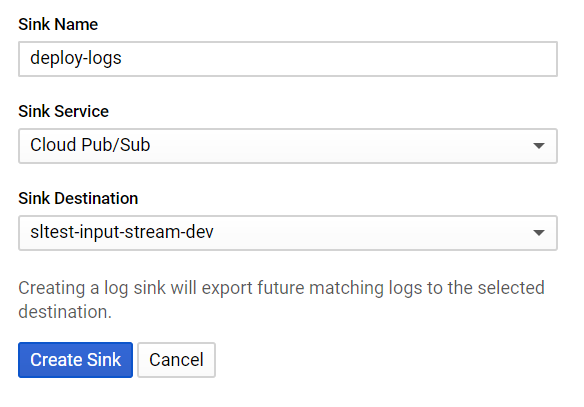 Sink Name
deploy-logs
Sink Service
Cloud Pub/Sub
Sink Destination
sltest-input-stream-dev
Creating a log sink will export future matching logs to the selected
destination.
Create Sink Cancel